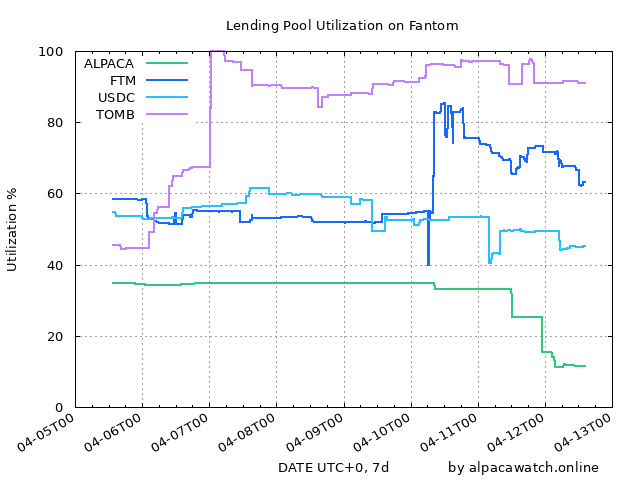 Lending Pool Utilization on Fantom
ALPACA
FTM
USDC
TOMB
Utilization %
100
80
60
40
20
0
04-05T00
04-06T00
04-07T00
04-08T00
04-09T00
04-10T00
04-11T00
04-12T00
04-13T00
DATE UTC+0, 7d
by alpacawatch.online